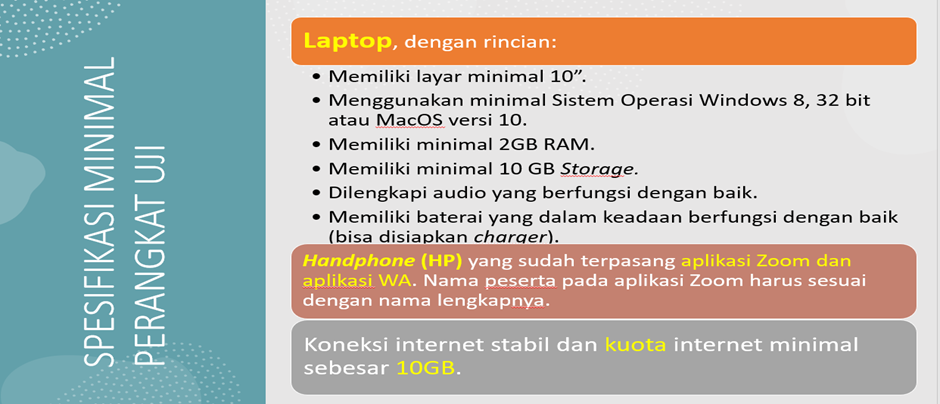 SPESIFIKASI MINIMAL
PERANGKAT UJI
Laptop, dengan rincian:
• Memiliki layar minimal 10”.
• Menggunakan minimal Sistem Operasi Windows 8, 32 bit
atau MacOS versi 10.
• Memiliki minimal 2GB RAM.
• Memiliki minimal 10 GB Storage.
• Dilengkapi audio yang berfungsi dengan baik.
• Memiliki baterai yang dalam keadaan berfungsi dengan baik
(bisa disiapkan charger).
Handphone (HP) yang sudah terpasang aplikasi Zoom dan
aplikasi WA. Nama peserta pada aplikasi Zoom harus sesuai
dengan nama lengkapnya.
Koneksi internet stabil dan kuota internet minimal
sebesar 10GB.